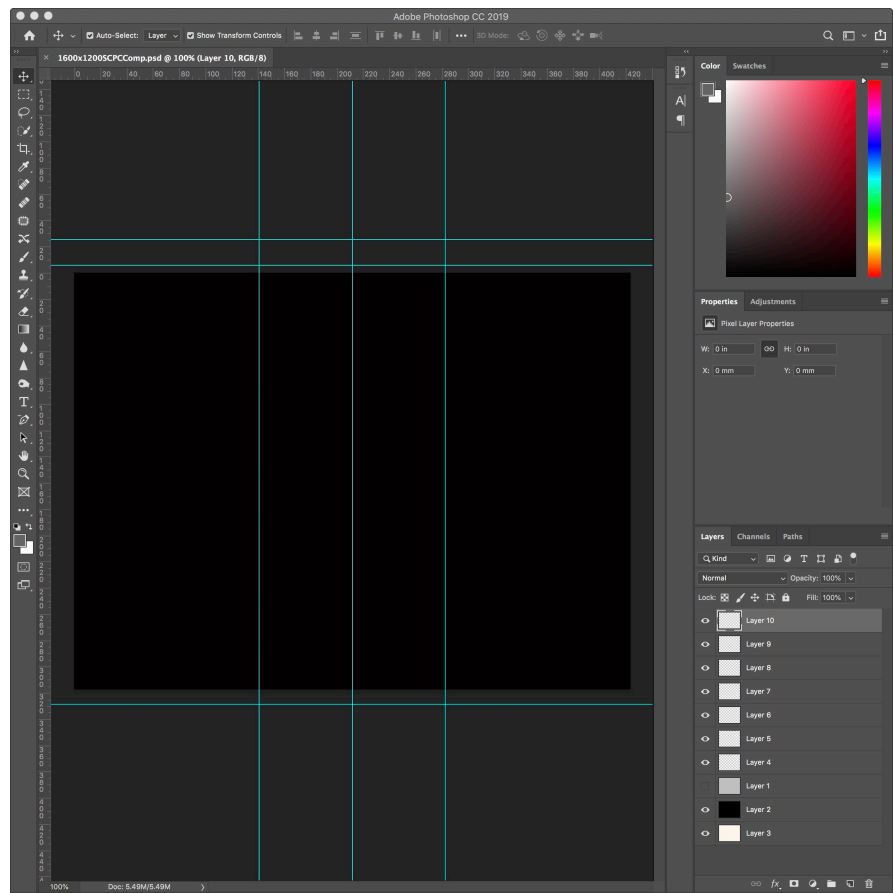 Adobe Photoshop CC 2019
Auto-Select: Layer Show Transform Controls 3D Mode:
1600x1200SCPCComp.psd @ 100% (Layer 10, RGB/8)
0 20 40 60 80 100 120 140 160 180 200 220 240 260 280 300 320 340 360 380 400 420
Color Swatches
Properties Adjustments
Pixel Layer Properties
W: 0 in H: 0 in
X: 0 mm Y: 0 mm
Layers Channels Paths
Kind
Normal Opacity: 100%
Lock: Fill: 100%
Layer 10
Layer 9
Layer 8
Layer 7
Layer 6
Layer 5
Layer 4
Layer 1
Layer 2
Layer 3
100% Doc: 5.49M/5.49M